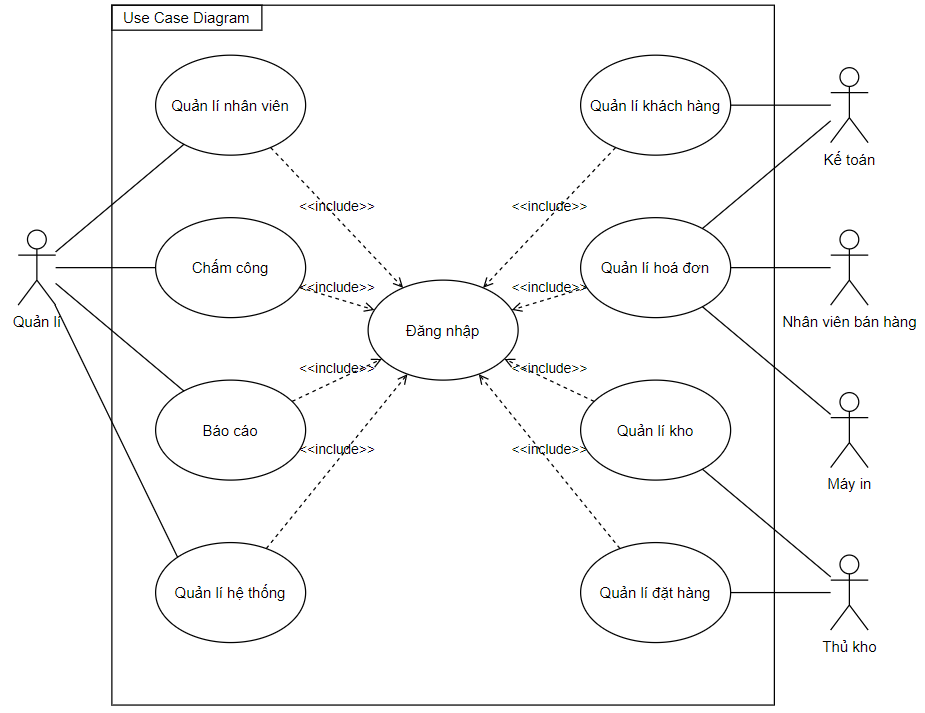 Use Case Diagram
Quản lí nhân viên
Quản lí khách hàng
Kế toán
<<include>>
<<include>>
Chấm công
Quản lí hoá đơn
<<include>>
<<include>>
Quản lí
Nhân viên bán hàng
Đăng nhập
<<include>>
<<include>>
Báo cáo
Quản lí kho
<<include>>
<<include>>
Máy in
Quản lí hệ thống
Quản lí đặt hàng
Thủ kho